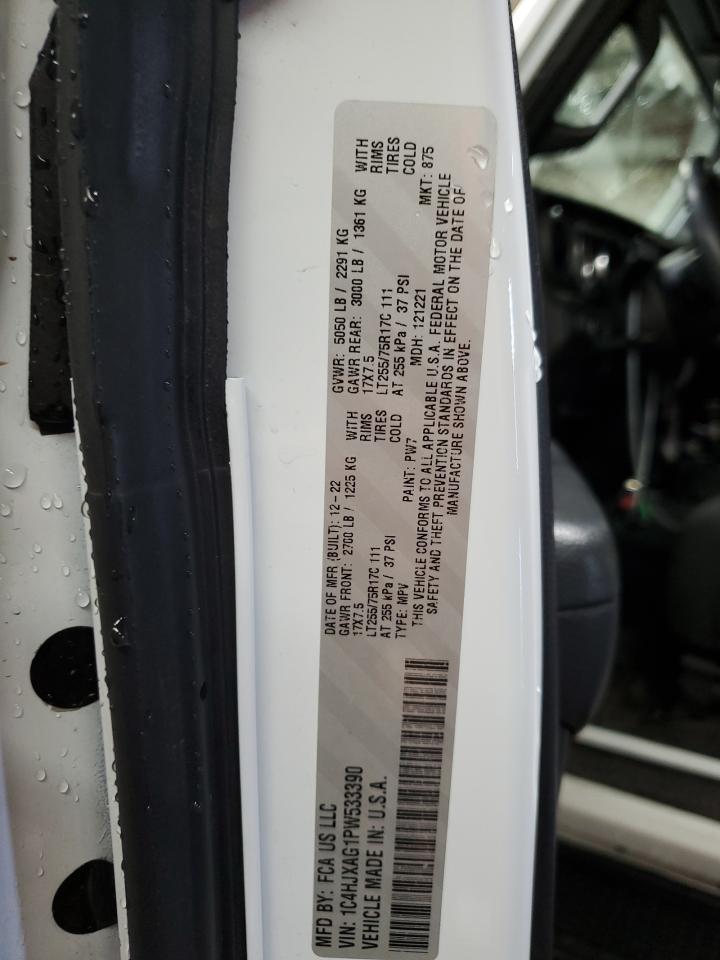 MFD BY: FCA US LLC
VIN: 1C4HJXAG1PW533390
VEHICLE MADE IN: U.S.A.
DATE OF MFR (BUILT): 12-22 GVWR: 5050 LB / 2291 KG
GAWR FRONT: 2700 LB / 1225 KG WITH GAWR REAR: 3000 LB / 1361 KG WITH
17X7.5 RIMS 17X7.5 RIMS
LT255/75R17C 111 TIRES LT255/75R17C 111 TIRES
AT 255 kPa / 37 PSI COLD AT 255 kPa / 37 PSI COLD
TYPE: MPV PAINT: PW7 MDH: 121221 MKT: 875
THIS VEHICLE CONFORMS TO ALL APPLICABLE U.S.A. FEDERAL MOTOR VEHICLE
SAFETY AND THEFT PREVENTION STANDARDS IN EFFECT ON THE DATE OF
MANUFACTURE SHOWN ABOVE.